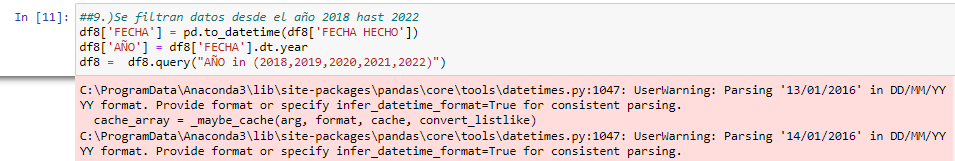 In [11]: ##9.)Se filtran datos desde el año 2018 hast 2022
df8['FECHA'] = pd.to_datetime(df8['FECHA HECHO'])
df8['AÑO'] = df8['FECHA'].dt.year
df8 =  df8.query("AÑO in (2018,2019,2020,2021,2022)")
C:\ProgramData\Anaconda3\lib\site-packages\pandas\core\tools\datetimes.py:1047: UserWarning: Parsing '13/01/2016' in DD/MM/YY
YY format. Provide format or specify infer_datetime_format=True for consistent parsing.
  cache_array = _maybe_cache(arg, format, cache, convert_listlike)
C:\ProgramData\Anaconda3\lib\site-packages\pandas\core\tools\datetimes.py:1047: UserWarning: Parsing '14/01/2016' in DD/MM/YY
YY format. Provide format or specify infer_datetime_format=True for consistent parsing.